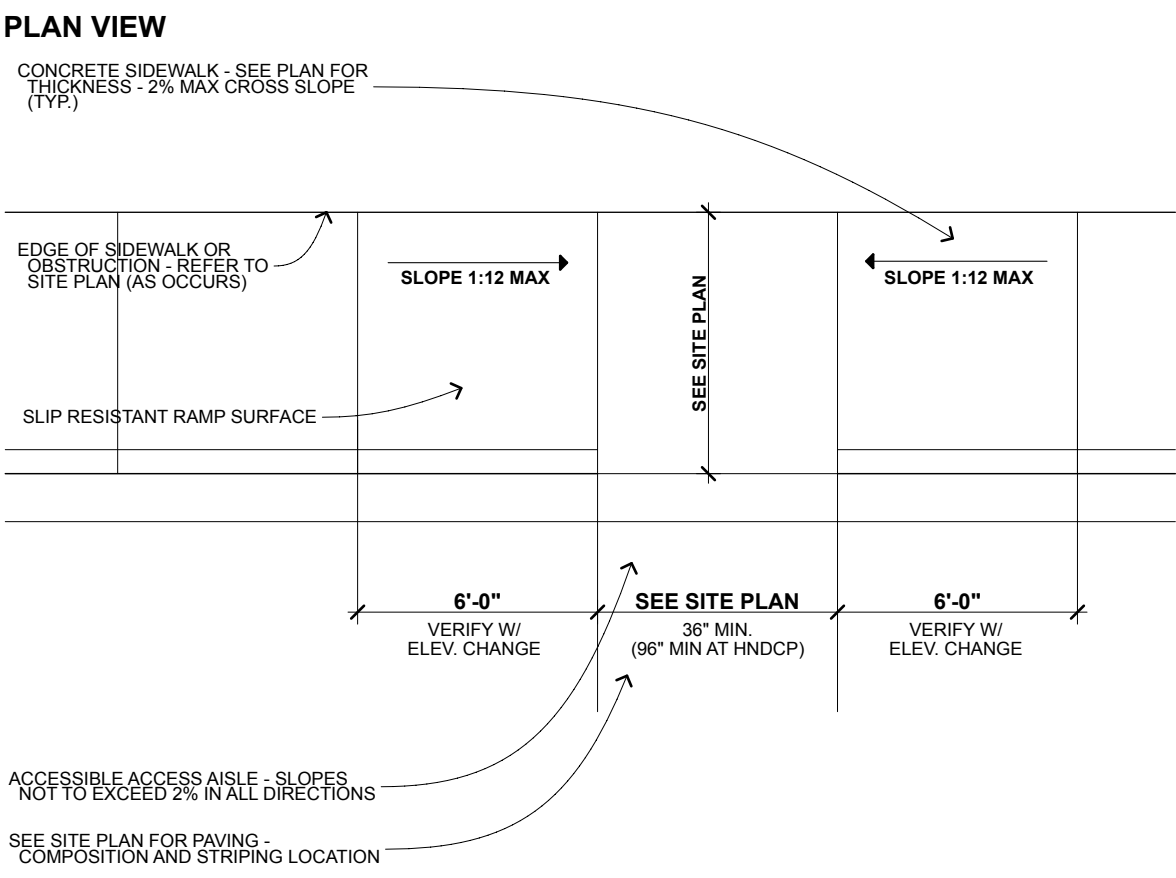 PLAN VIEW
CONCRETE SIDEWALK - SEE PLAN FOR
THICKNESS - 2% MAX CROSS SLOPE
(TYP.)
EDGE OF SIDEWALK OR
OBSTRUCTION - REFER TO
SITE PLAN (AS OCCURS)
SLOPE 1:12 MAX
SEE SITE PLAN
SLOPE 1:12 MAX
SLIP RESISTANT RAMP SURFACE
6'-0"
VERIFY W/
ELEV. CHANGE
SEE SITE PLAN
36" MIN.
(96" MIN AT HNDCP)
6'-0"
VERIFY W/
ELEV. CHANGE
ACCESSIBLE ACCESS AISLE - SLOPES
NOT TO EXCEED 2% IN ALL DIRECTIONS
SEE SITE PLAN FOR PAVING -
COMPOSITION AND STRIPING LOCATION